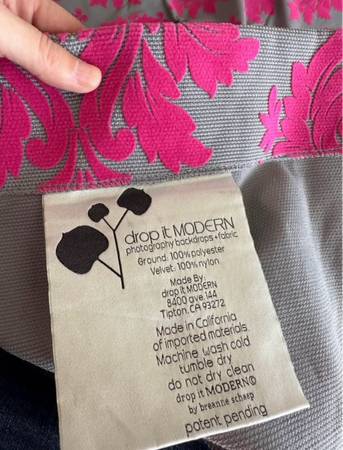 drop it MODERN
photography backdrops + fabric
Ground: 100% polyester
Velvet: 100% nylon
Made By:
drop it MODERN
8400 ave 144
Tipton, CA 93272
Made in California
of imported materials.
Machine wash cold
tumble dry
do not dry clean
drop it MODERN©
by breanne scheep
patent pending